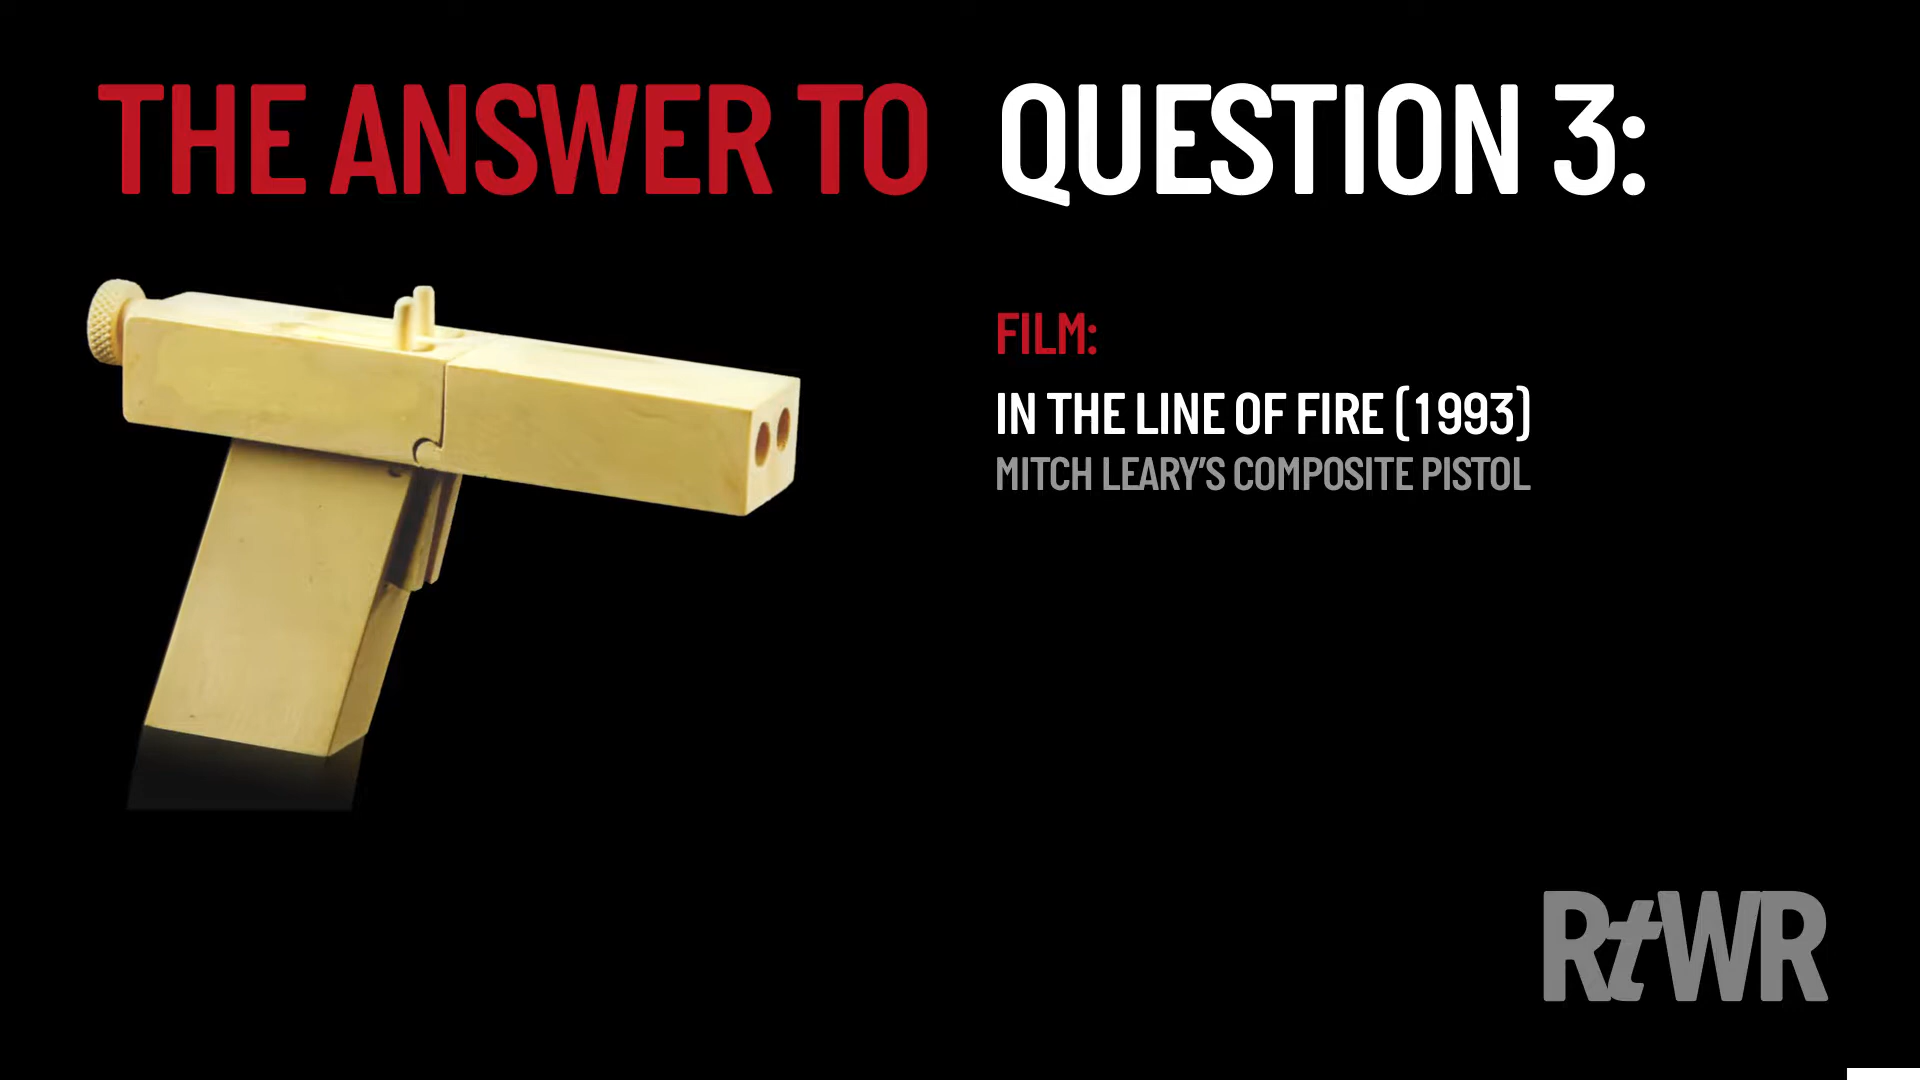 THE ANSWER TO QUESTION 3:
FILM:
IN THE LINE OF FIRE (1993)
MITCH LEARY'S COMPOSITE PISTOL
RtWR